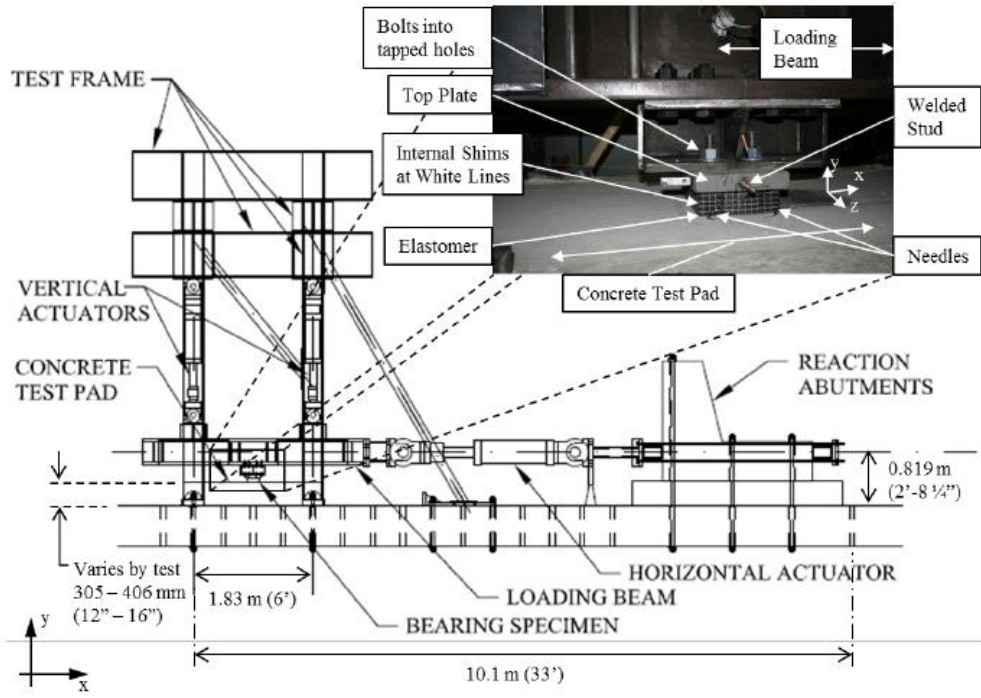 Bolts into
tapped holes
Loading
Beam
TEST FRAME
Top Plate
Welded
Stud
Internal Shims
at White Lines
y
x
z
Elastomer
Needles
VERTICAL
ACTUATORS
Concrete Test Pad
CONCRETE
TEST PAD
REACTION
ABUTMENTS
0.819 m
(2'-8 ¼")
Varies by test
305 – 406 mm
(12" – 16")
1.83 m (6')
HORIZONTAL ACTUATOR
LOADING BEAM
BEARING SPECIMEN
y
x
10.1 m (33')